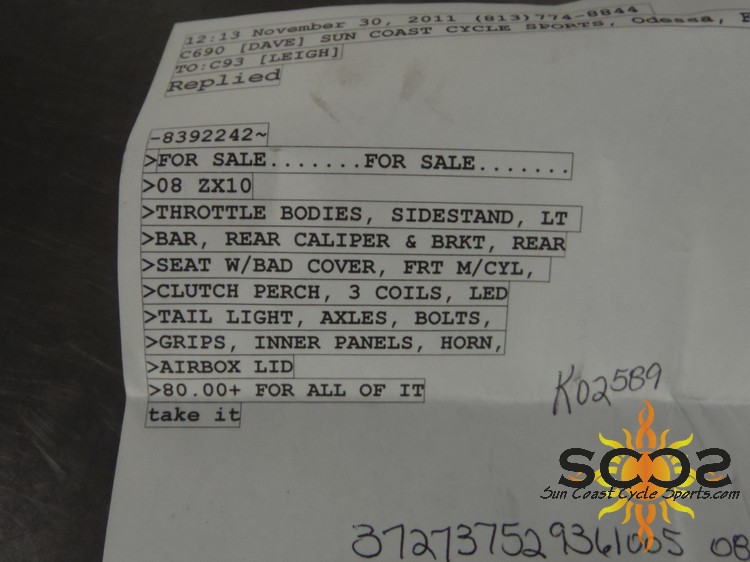 12:13 November 30, 2011 (813)774-8844
C690 [DAVE] SUN COAST CYCLE SPORTS, Odessa, F
TO:C93 [LEIGH]
Replied
-8392242~
>FOR SALE.......FOR SALE.......
>08 ZX10
>THROTTLE BODIES, SIDESTAND, LT
>BAR, REAR CALIPER & BRKT, REAR
>SEAT W/BAD COVER, FRT M/CYL,
>CLUTCH PERCH, 3 COILS, LED
>TAIL LIGHT, AXLES, BOLTS,
>GRIPS, INNER PANELS, HORN,
>AIRBOX LID
>80.00+ FOR ALL OF IT
take it
K02589
SCCS
Sun Coast Cycle Sports.com
372737529361005 08